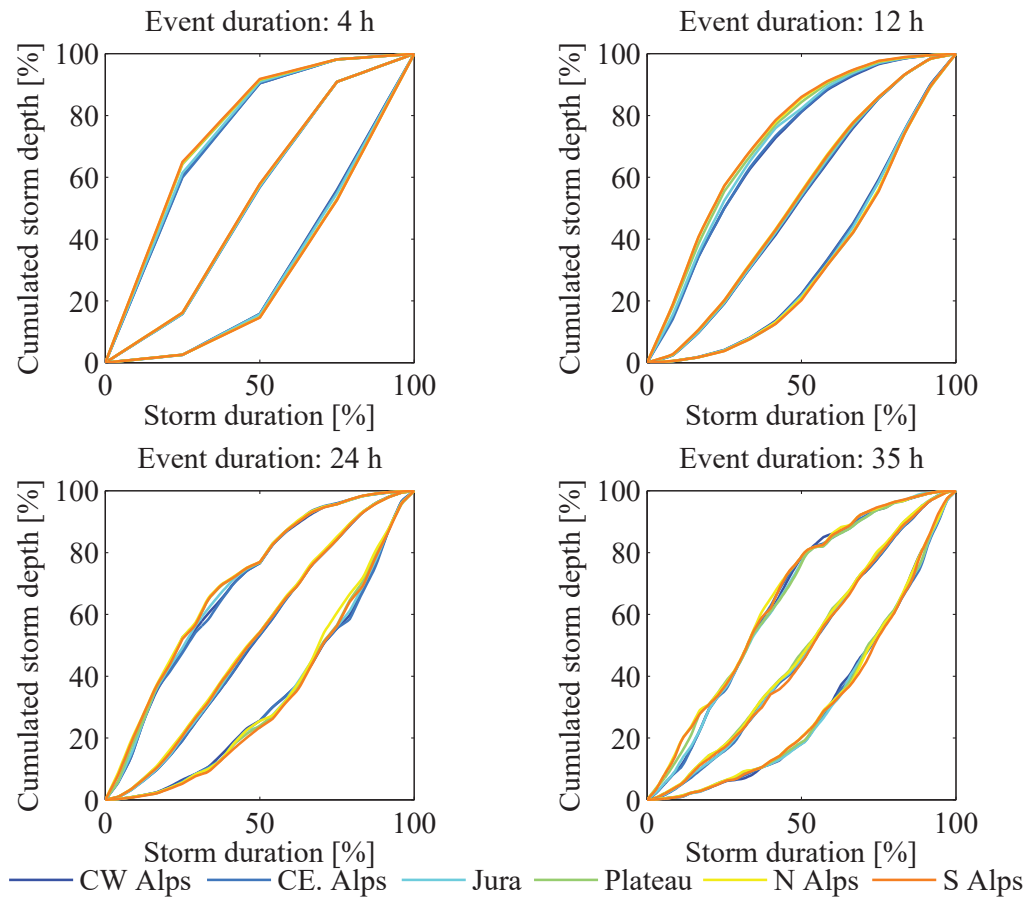 Event duration: 4 h
Cumulated storm depth [%]
100
80
60
40
20
0
0 50 100
Storm duration [%]
Event duration: 12 h
Cumulated storm depth [%]
100
80
60
40
20
0
0 50 100
Storm duration [%]
Event duration: 24 h
Cumulated storm depth [%]
100
80
60
40
20
0
0 50 100
Storm duration [%]
Event duration: 35 h
Cumulated storm depth [%]
100
80
60
40
20
0
0 50 100
Storm duration [%]
CW Alps CE. Alps Jura Plateau N Alps S Alps